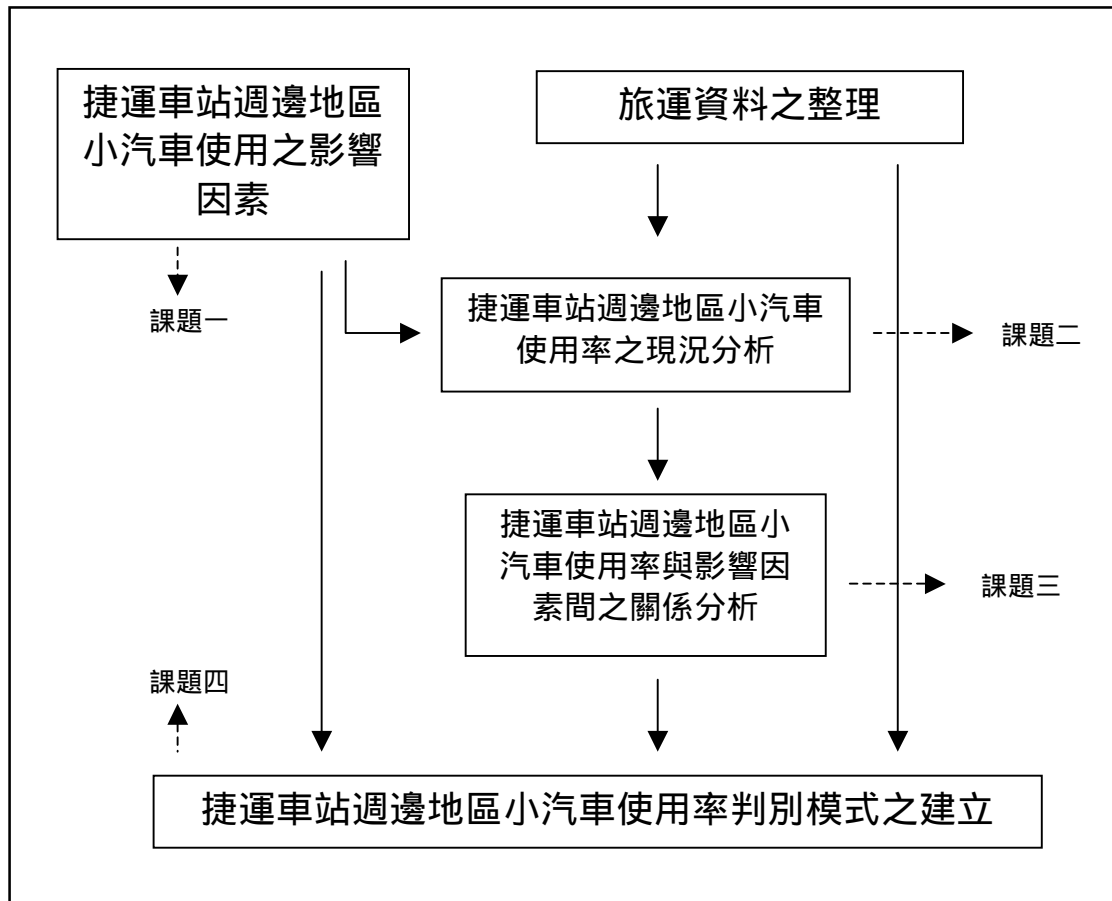 捷運車站週邊地區
小汽車使用之影響
因素
旅運資料之整理
課題一
捷運車站週邊地區小汽車
使用率之現況分析
課題二
捷運車站週邊地區小
汽車使用率與影響因
素間之關係分析
課題三
課題四
捷運車站週邊地區小汽車使用率判別模式之建立